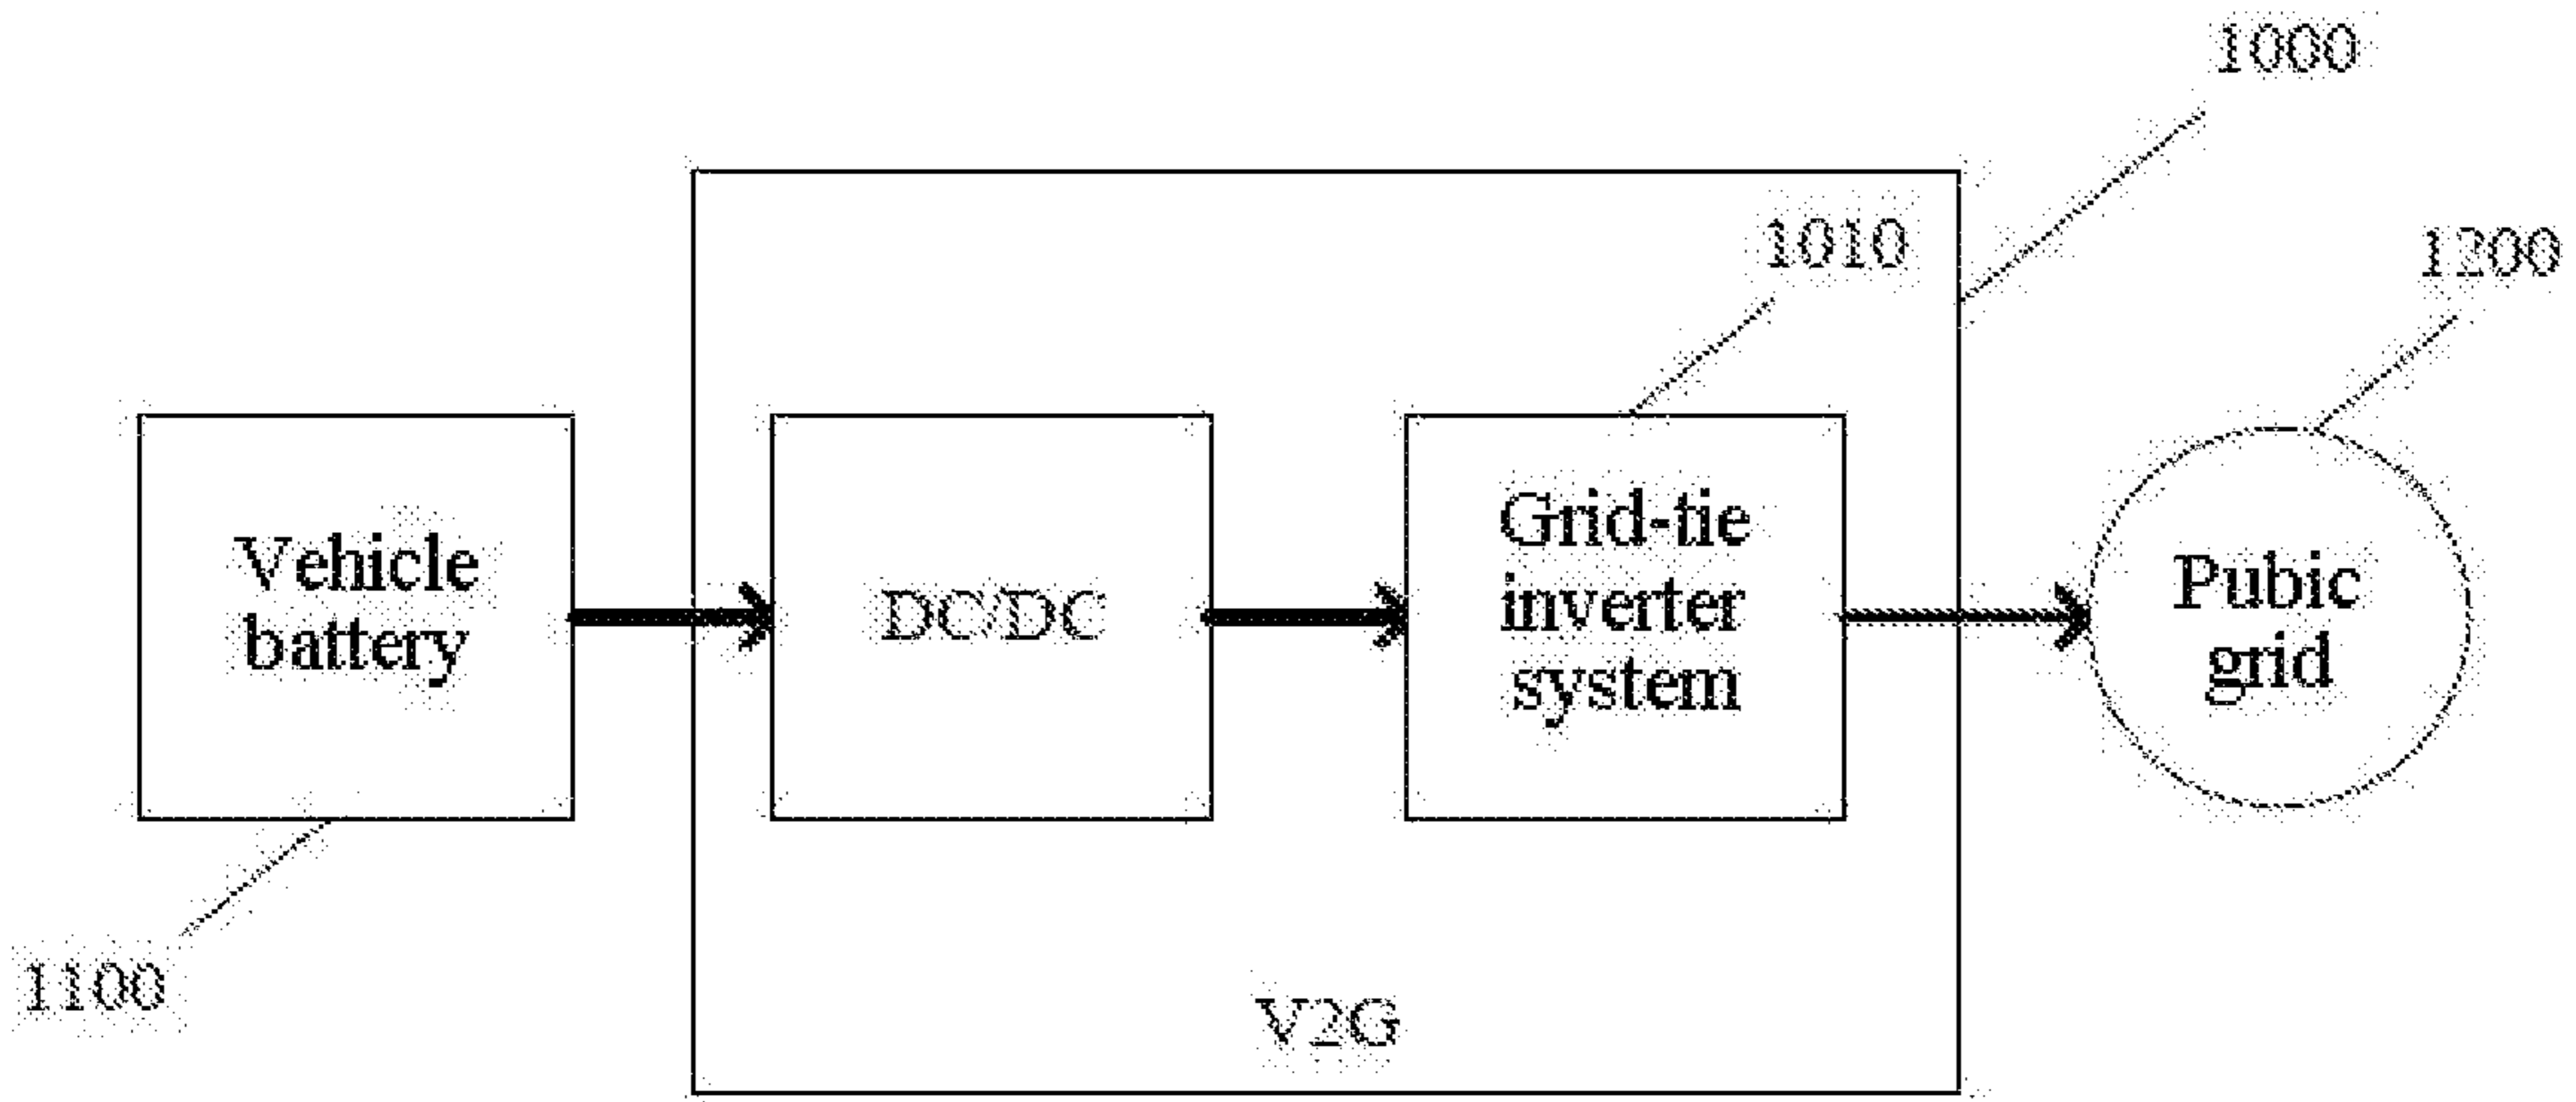 1000
1010
1200
Vehicle
battery
DC/DC
Grid-tie
inverter
system
Pubic
grid
1100
V2G